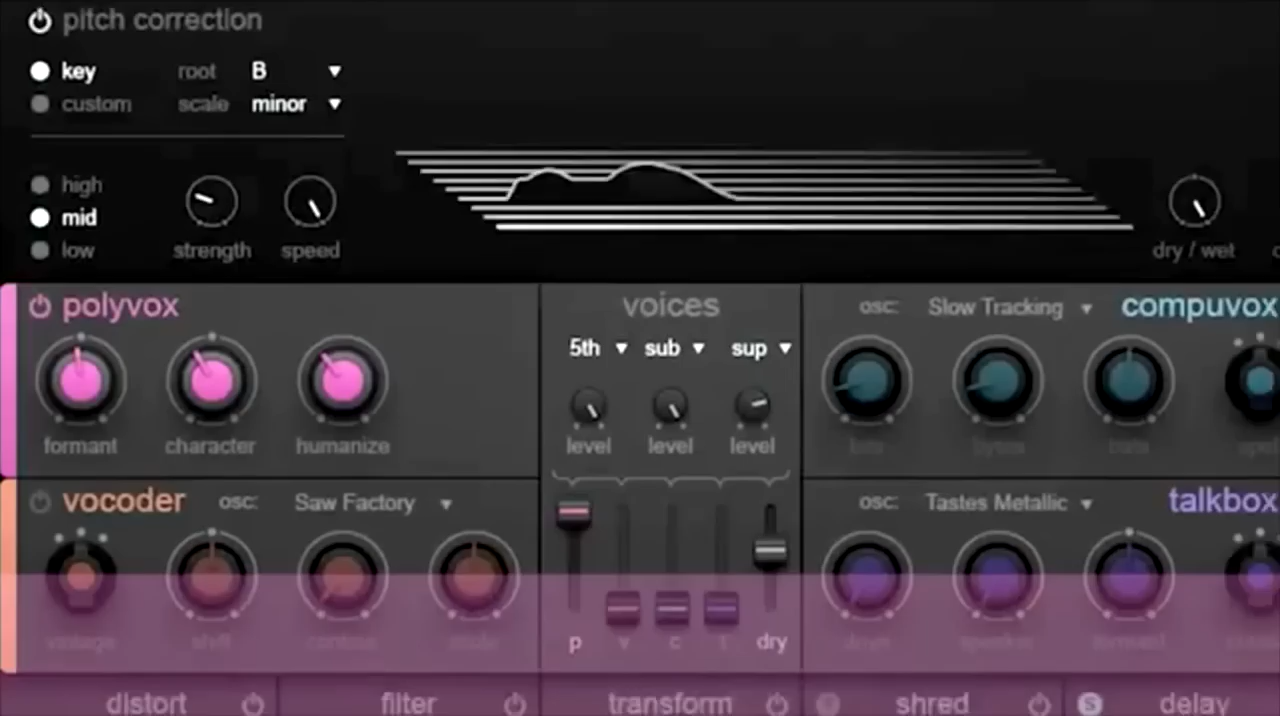 pitch correction
key root B
custom scale minor
high
mid
low
strength speed
dry / wet
polyvox
formant character humanize
voices
5th sub sup
level level level
osc: Slow Tracking compuvox
vocoder osc: Saw Factory
p v c t dry
osc: Tastes Metallic talkbox
distort filter transform shred S delay